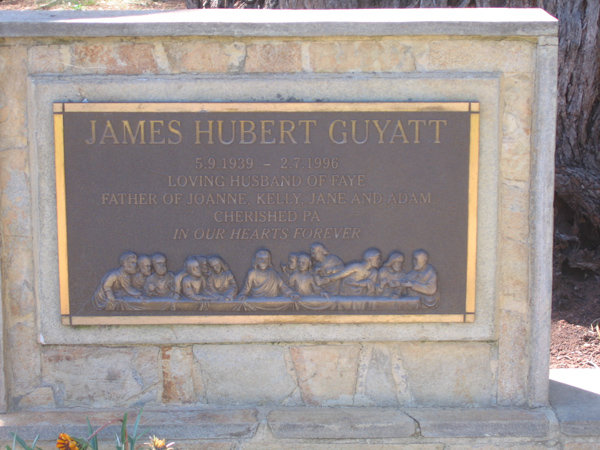 JAMES HUBERT GUYATT
5.9.1939 - 2.7.1996
LOVING HUSBAND OF FAYE
FATHER OF JOANNE, KELLY, JANE AND ADAM
CHERISHED PA
IN OUR HEARTS FOREVER